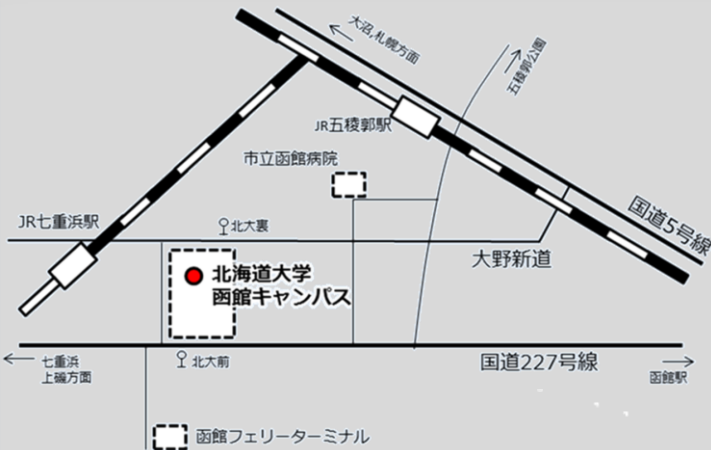 大沼,札幌方面
五稜郭公園
JR五稜郭駅
市立函館病院
国道5号線
JR七重浜駅
北大裏
大野新道
北海道大学
函館キャンパス
七重浜
上磯方面
北大前
国道227号線
函館駅
函館フェリーターミナル